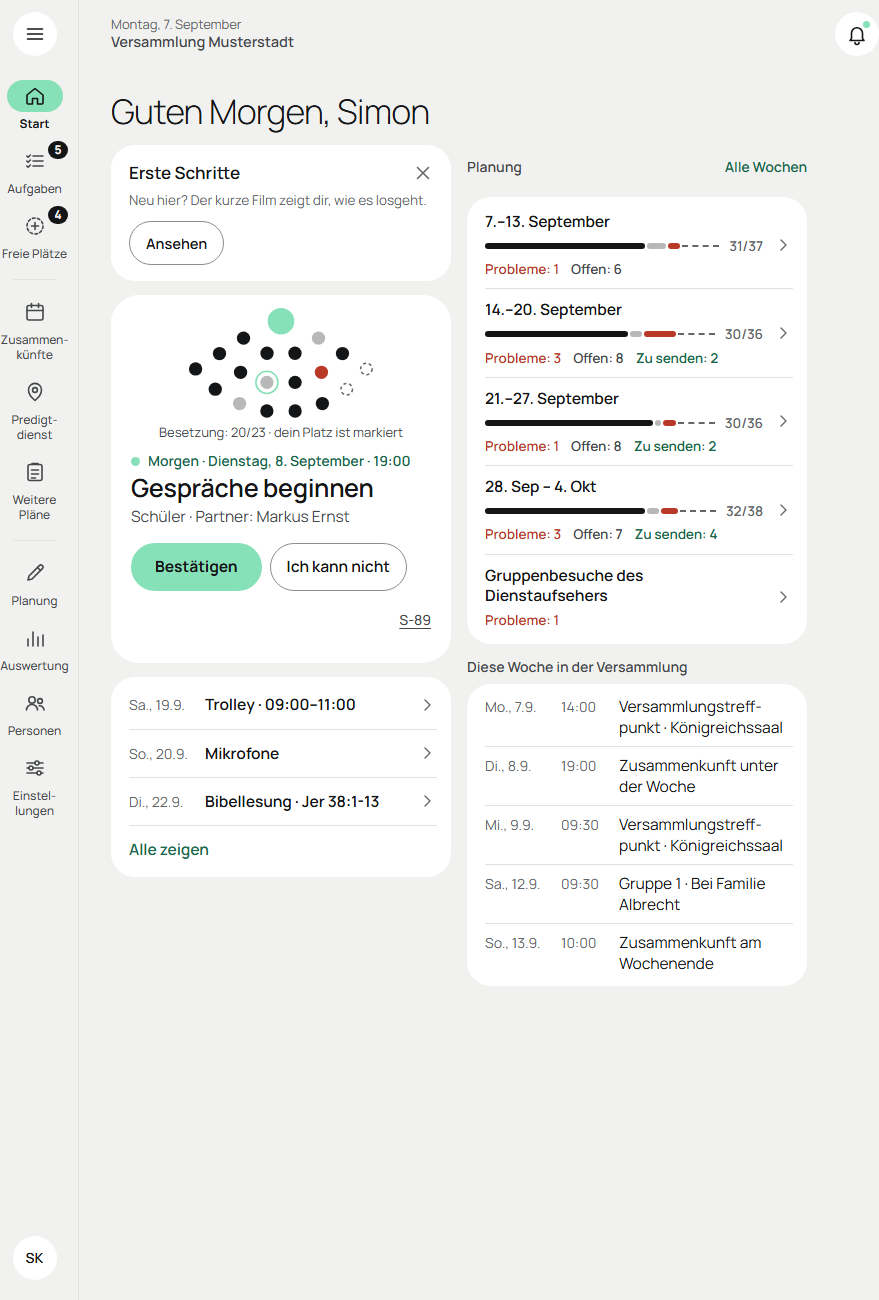 Montag, 7. September
Versammlung Musterstadt
Start
5
Aufgaben
4
Freie Plätze
Zusammen-
künfte
Predigt-
dienst
Weitere
Pläne
Planung
Auswertung
Personen
Einstel-
lungen
SK
Guten Morgen, Simon
Erste Schritte
Neu hier? Der kurze Film zeigt dir, wie es losgeht.
Ansehen
Besetzung: 20/23 · dein Platz ist markiert
Morgen · Dienstag, 8. September · 19:00
Gespräche beginnen
Schüler · Partner: Markus Ernst
Bestätigen
Ich kann nicht
S-89
Sa., 19.9. Trolley · 09:00–11:00
So., 20.9. Mikrofone
Di., 22.9. Bibellesung · Jer 38:1-13
Alle zeigen
Planung
Alle Wochen
7.–13. September
31/37
Probleme: 1 Offen: 6
14.–20. September
30/36
Probleme: 3 Offen: 8 Zu senden: 2
21.–27. September
30/36
Probleme: 1 Offen: 8 Zu senden: 2
28. Sep – 4. Okt
32/38
Probleme: 3 Offen: 7 Zu senden: 4
Gruppenbesuche des
Dienstaufsehers
Probleme: 1
Diese Woche in der Versammlung
Mo., 7.9. 14:00 Versammlungstreff-
punkt · Königreichssaal
Di., 8.9. 19:00 Zusammenkunft unter
der Woche
Mi., 9.9. 09:30 Versammlungstreff-
punkt · Königreichssaal
Sa., 12.9. 09:30 Gruppe 1 · Bei Familie
Albrecht
So., 13.9. 10:00 Zusammenkunft am
Wochenende